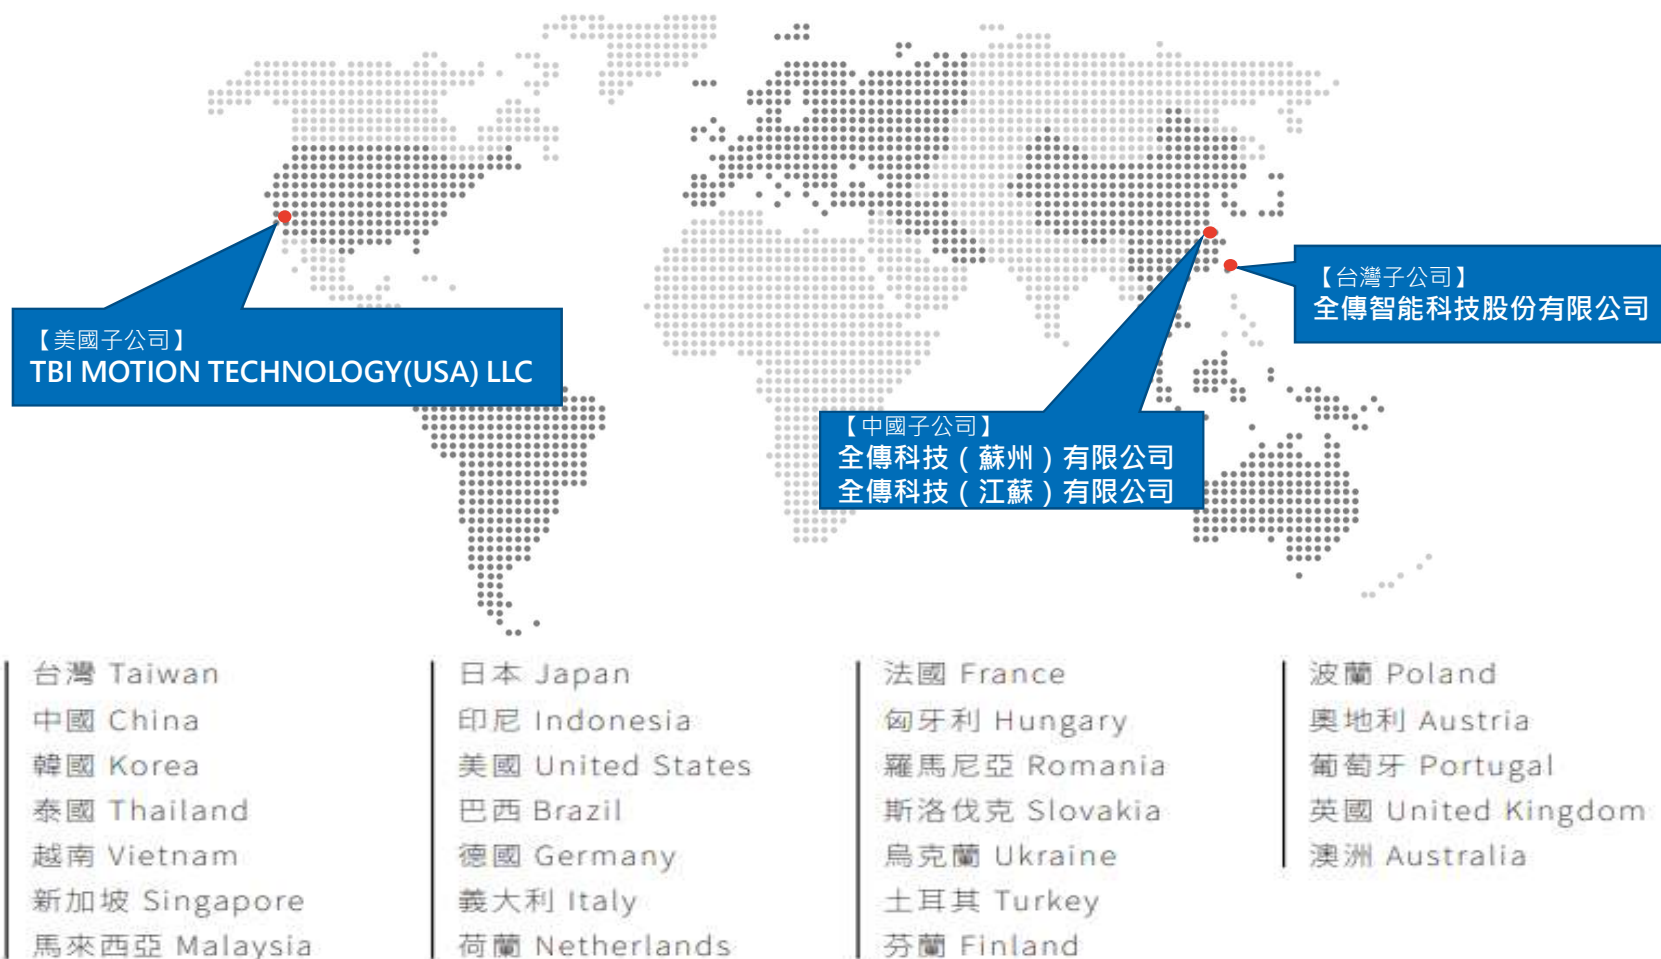 【美國子公司】
TBI MOTION TECHNOLOGY(USA) LLC
【台灣子公司】
全傳智能科技股份有限公司
【中國子公司】
全傳科技（蘇州）有限公司
全傳科技（江蘇）有限公司
台灣 Taiwan
中國 China
韓國 Korea
泰國 Thailand
越南 Vietnam
新加坡 Singapore
馬來西亞 Malaysia
日本 Japan
印尼 Indonesia
美國 United States
巴西 Brazil
德國 Germany
義大利 Italy
荷蘭 Netherlands
法國 France
匈牙利 Hungary
羅馬尼亞 Romania
斯洛伐克 Slovakia
烏克蘭 Ukraine
土耳其 Turkey
芬蘭 Finland
波蘭 Poland
奧地利 Austria
葡萄牙 Portugal
英國 United Kingdom
澳洲 Australia